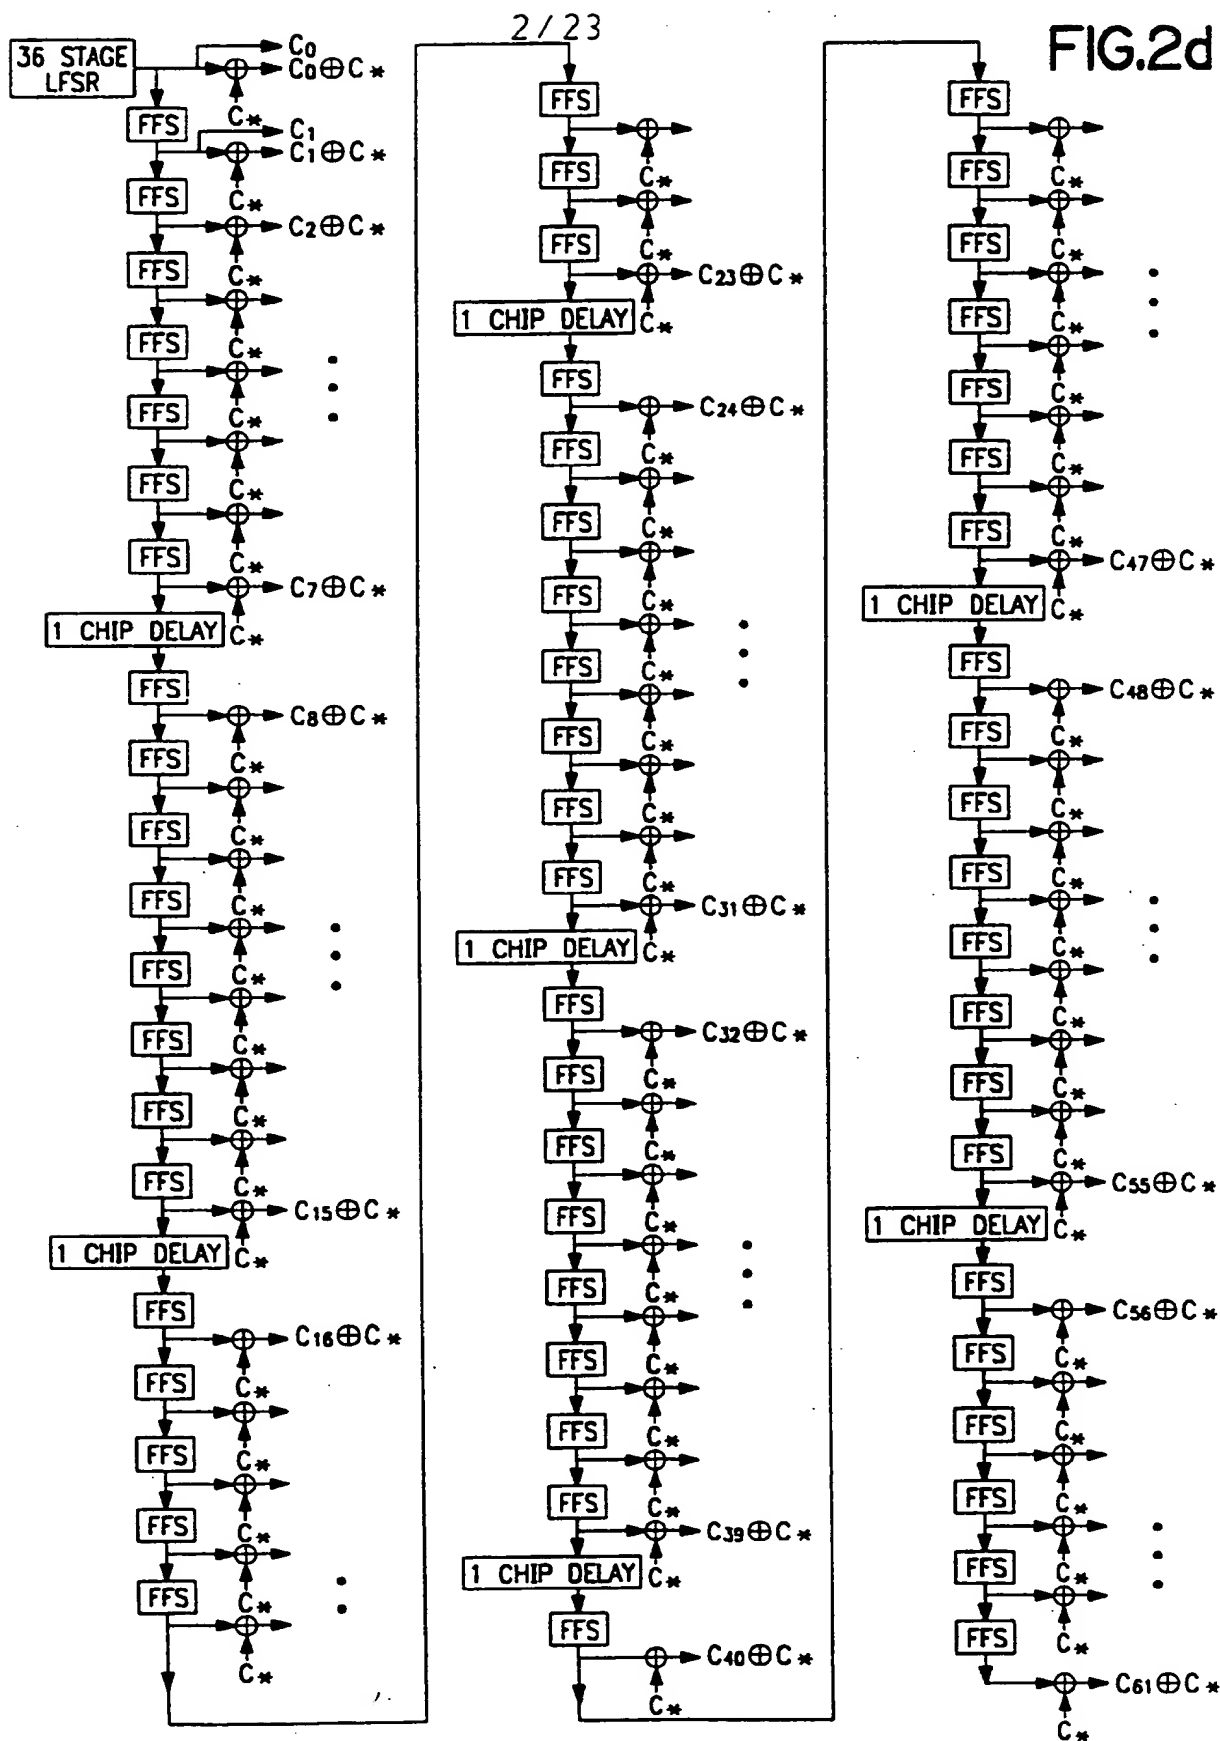 2/23
FIG.2d
36 STAGE
LFSR
C0
C0⊕C*
C*
FFS
C1
C1⊕C*
FFS C*
C2⊕C*
FFS C*
FFS C*
FFS C*
FFS C*
FFS C*
C7⊕C*
1 CHIP DELAY C*
FFS
C8⊕C*
FFS C*
FFS C*
FFS C*
FFS C*
FFS C*
FFS C*
FFS C*
C15⊕C*
1 CHIP DELAY C*
FFS
C16⊕C*
FFS C*
FFS C*
FFS C*
FFS C*
C*
FFS
FFS C*
FFS C*
C23⊕C*
1 CHIP DELAY C*
FFS
C24⊕C*
FFS C*
FFS C*
FFS C*
FFS C*
FFS C*
FFS C*
FFS C*
C31⊕C*
1 CHIP DELAY C*
FFS
C32⊕C*
FFS C*
FFS C*
FFS C*
FFS C*
FFS C*
FFS C*
FFS C*
C39⊕C*
1 CHIP DELAY C*
FFS
C40⊕C*
C*
FFS
FFS C*
FFS C*
FFS C*
FFS C*
FFS C*
FFS C*
C47⊕C*
1 CHIP DELAY C*
FFS
C48⊕C*
FFS C*
FFS C*
FFS C*
FFS C*
FFS C*
FFS C*
FFS C*
C55⊕C*
1 CHIP DELAY C*
FFS
C56⊕C*
FFS C*
FFS C*
FFS C*
FFS C*
FFS C*
C61⊕C*
C*